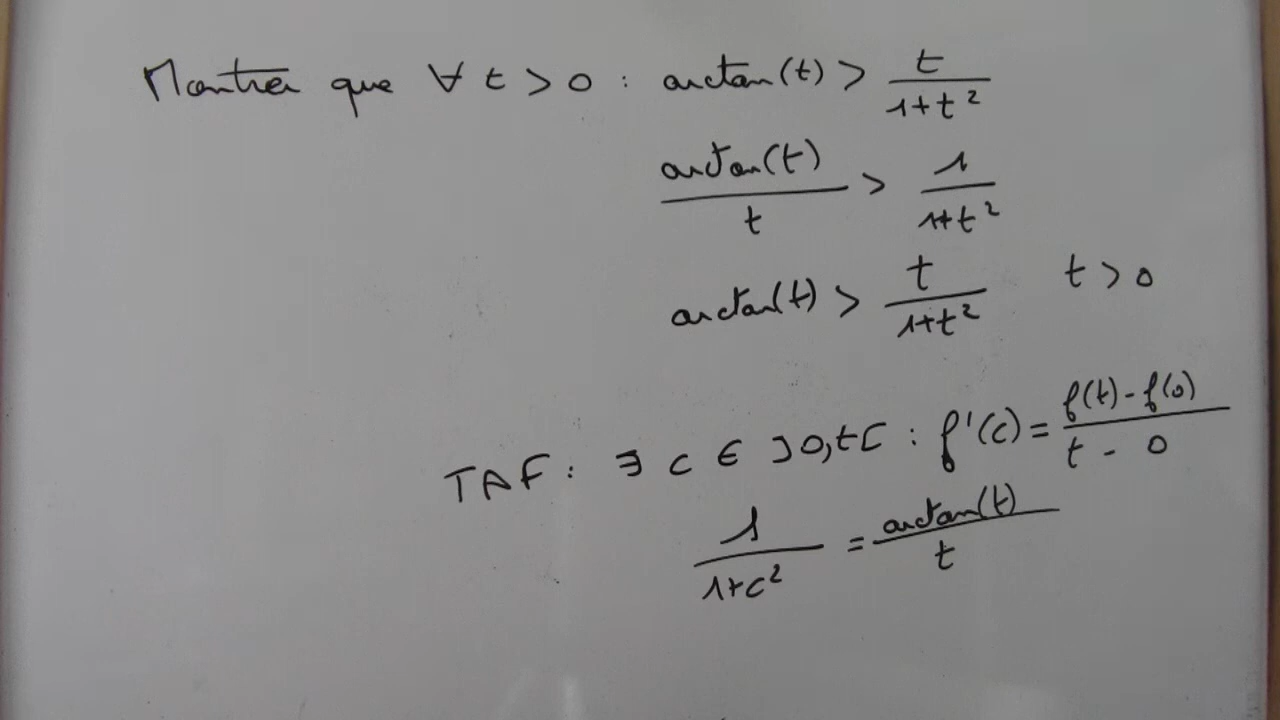 Montrer que ∀ t > 0 : arctan(t) > t/(1+t²)
arctan(t)/t > 1/(1+t²)
arctan(t) > t/(1+t²) t > 0
TAF : ∃ c ∈ ]0,t[ : f'(c) = (f(t) - f(0))/(t - 0)
1/(1+c²) = arctan(t)/t